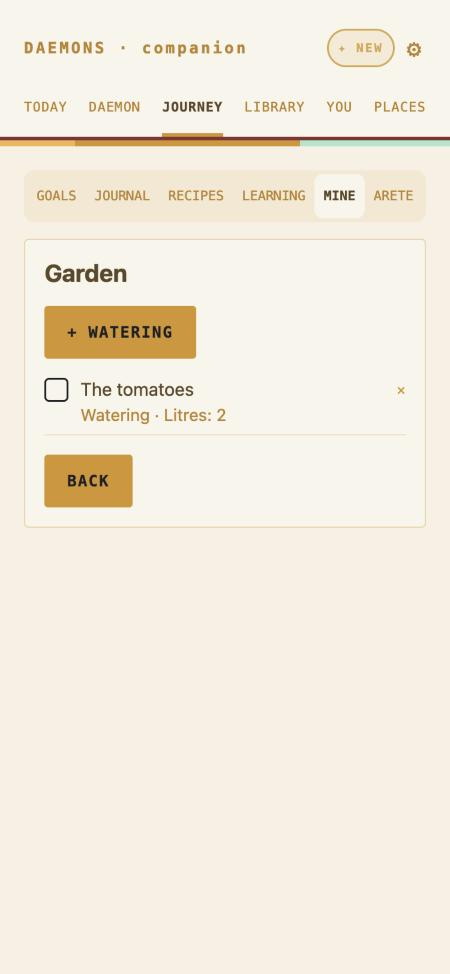 DAEMONS · companion
+ NEW
TODAY DAEMON JOURNEY LIBRARY YOU PLACES
GOALS JOURNAL RECIPES LEARNING MINE ARETE
Garden
+ WATERING
The tomatoes ×
Watering · Litres: 2
BACK